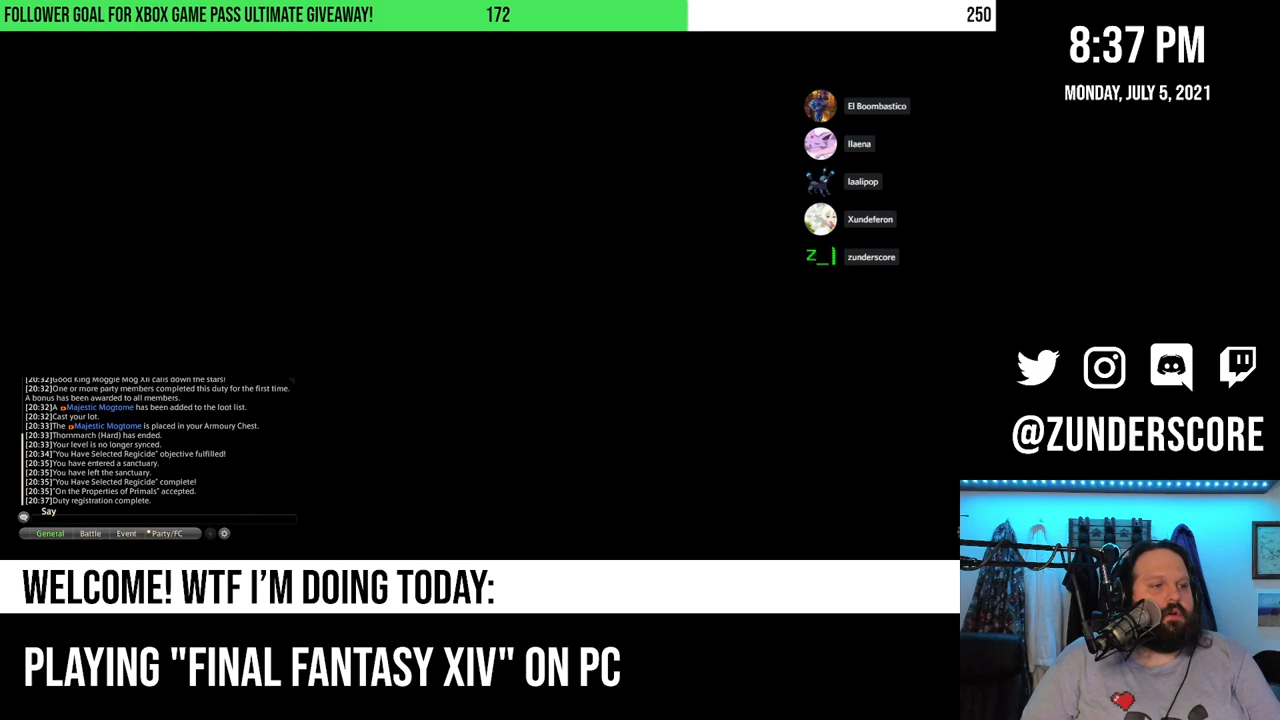 FOLLOWER GOAL FOR XBOX GAME PASS ULTIMATE GIVEAWAY! 172 250
8:37 PM
MONDAY, JULY 5, 2021
El Boombastico
Ilaena
laalipop
Xundeferon
Z_
zunderscore
@ZUNDERSCORE
[20:32]Good King Moggle Mog XII calls down the stars!
[20:32]One or more party members completed this duty for the first time.
A bonus has been awarded to all members.
[20:32]A Majestic Mogtome has been added to the loot list.
[20:32]Cast your lot.
[20:33]The Majestic Mogtome is placed in your Armoury Chest.
[20:33]Thornmarch (Hard) has ended.
[20:33]Your level is no longer synced.
[20:34]"You Have Selected Regicide" objective fulfilled!
[20:35]You have entered a sanctuary.
[20:35]You have left the sanctuary.
[20:35]"You Have Selected Regicide" complete!
[20:35]"On the Properties of Primals" accepted.
[20:37]Duty registration complete.
Say
General Battle Event Party/FC
WELCOME! WTF I'M DOING TODAY:
PLAYING "FINAL FANTASY XIV" ON PC